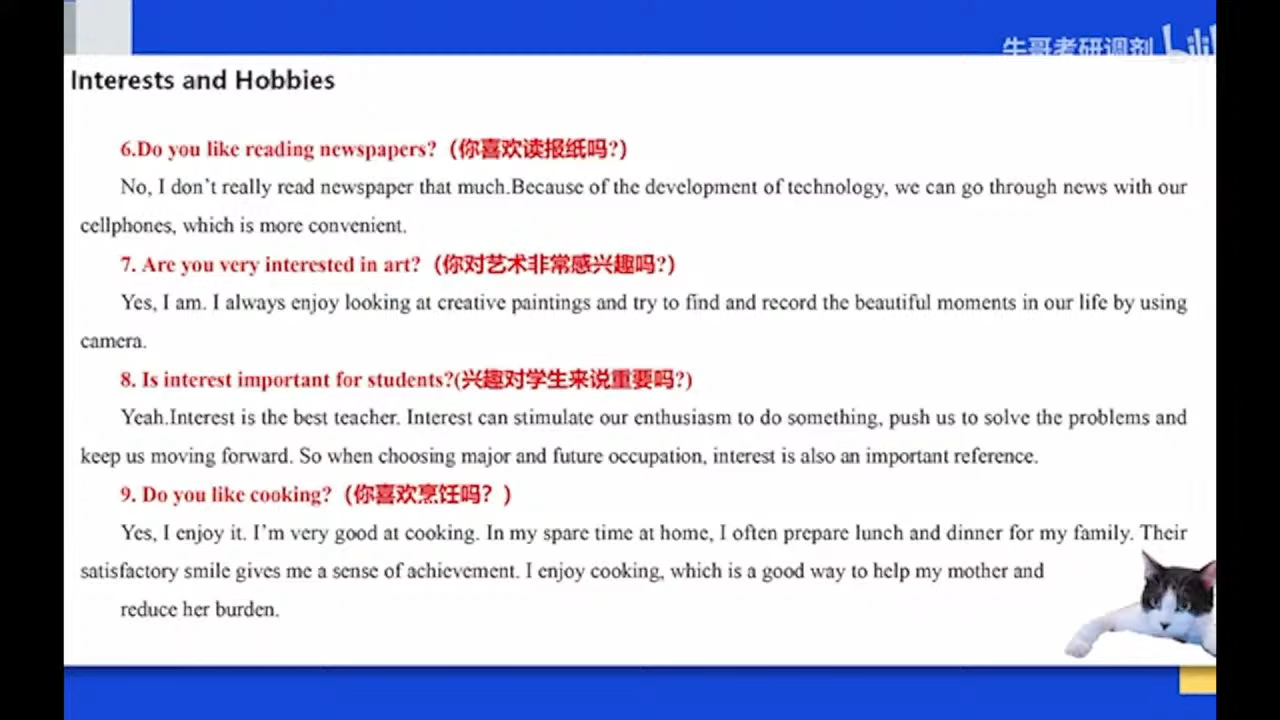 牛哥考研调剂 bili
Interests and Hobbies
6.Do you like reading newspapers?（你喜欢读报纸吗?）
No, I don't really read newspaper that much.Because of the development of technology, we can go through news with our
cellphones, which is more convenient.
7. Are you very interested in art?（你对艺术非常感兴趣吗?）
Yes, I am. I always enjoy looking at creative paintings and try to find and record the beautiful moments in our life by using
camera.
8. Is interest important for students?(兴趣对学生来说重要吗?)
Yeah.Interest is the best teacher. Interest can stimulate our enthusiasm to do something, push us to solve the problems and
keep us moving forward. So when choosing major and future occupation, interest is also an important reference.
9. Do you like cooking?（你喜欢烹饪吗？）
Yes, I enjoy it. I'm very good at cooking. In my spare time at home, I often prepare lunch and dinner for my family. Their
satisfactory smile gives me a sense of achievement. I enjoy cooking, which is a good way to help my mother and
reduce her burden.